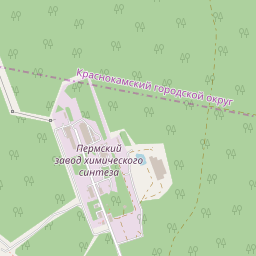 Краснокамский городской округ
Пермский
завод химического
синтеза